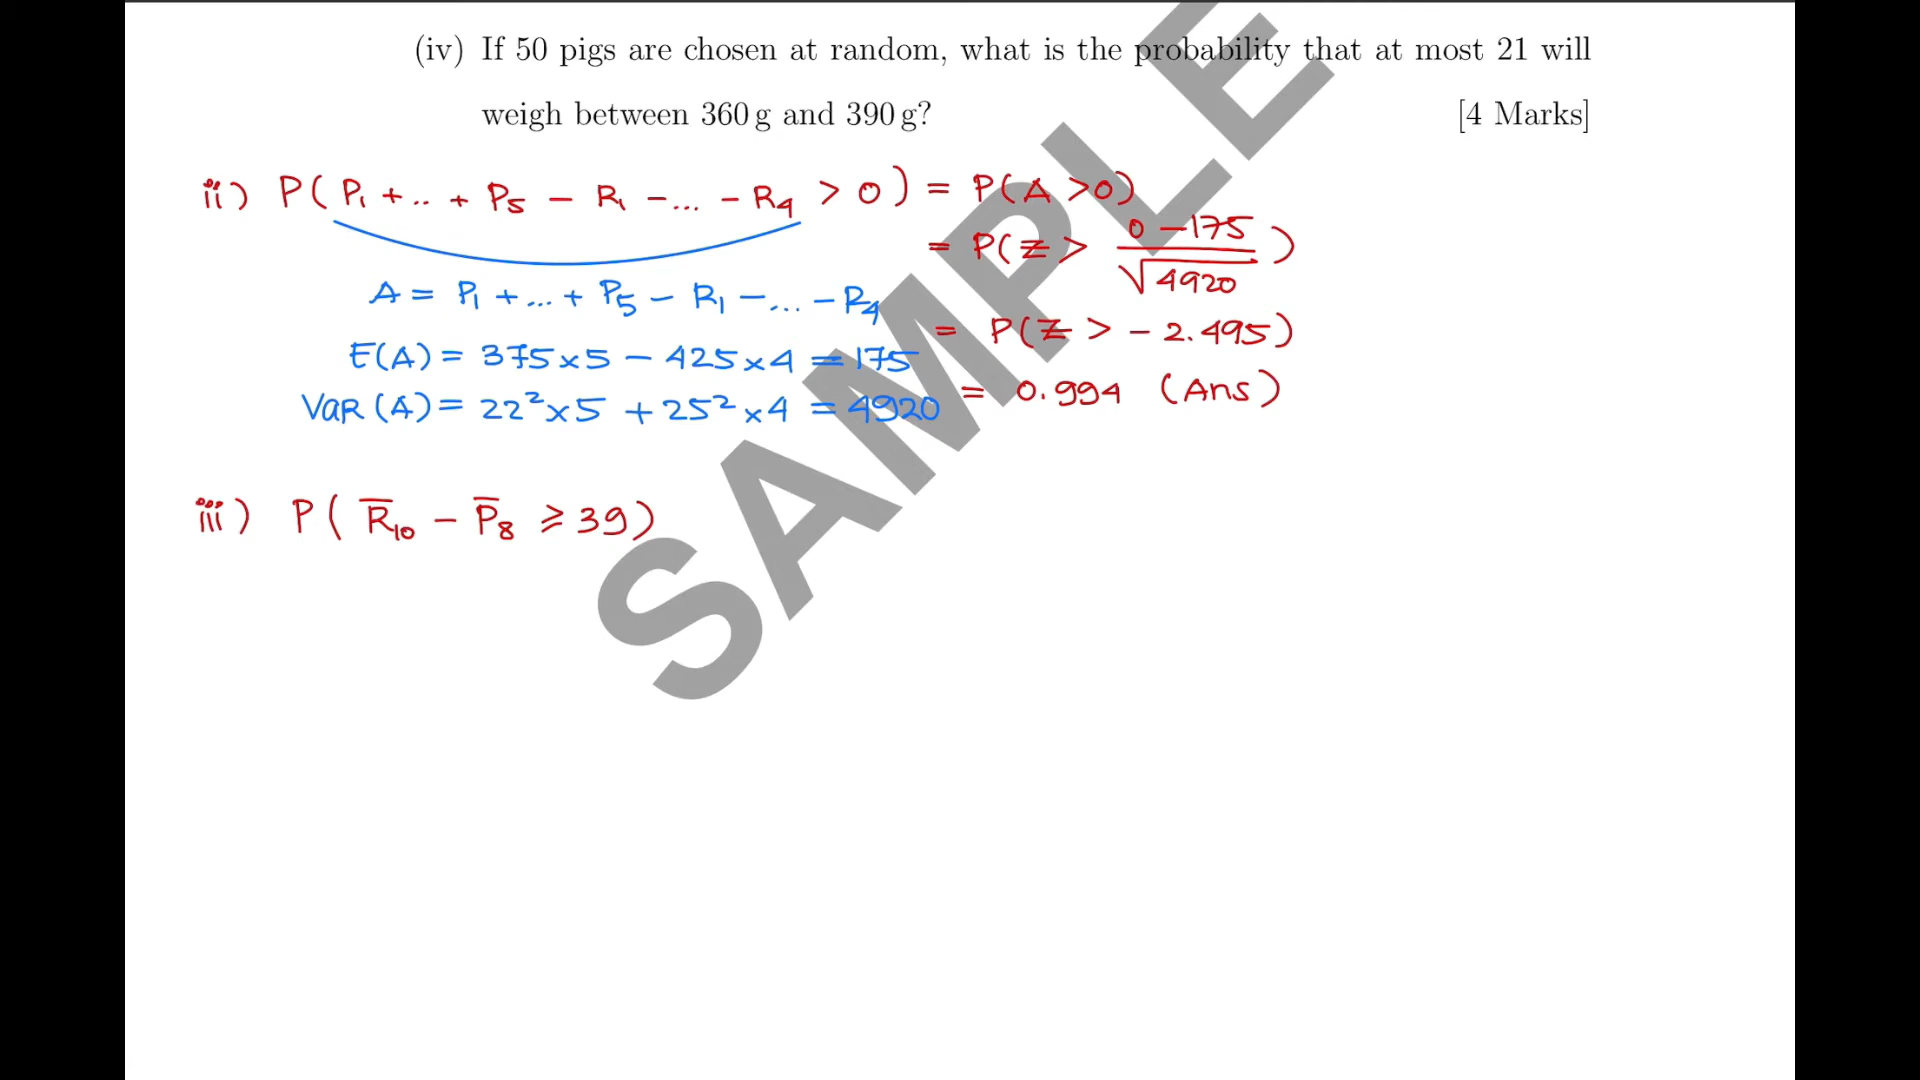 (iv) If 50 pigs are chosen at random, what is the probability that at most 21 will
weigh between 360 g and 390 g? [4 Marks]
ii) P( P₁ + .. + P₅ − R₁ − ... − R₄ > 0 ) = P( A > 0 )
= P( Z > (0 − 175)/√4920 )
A = P₁ + ... + P₅ − R₁ − ... − R₄
= P( Z > − 2.495 )
E(A) = 375 × 5 − 425 × 4 = 175
= 0.994 (Ans)
Var (A) = 22² × 5 + 25² × 4 = 4920
iii) P( R̅₁₀ − P̅₈ ⩾ 39 )
SAMPLE